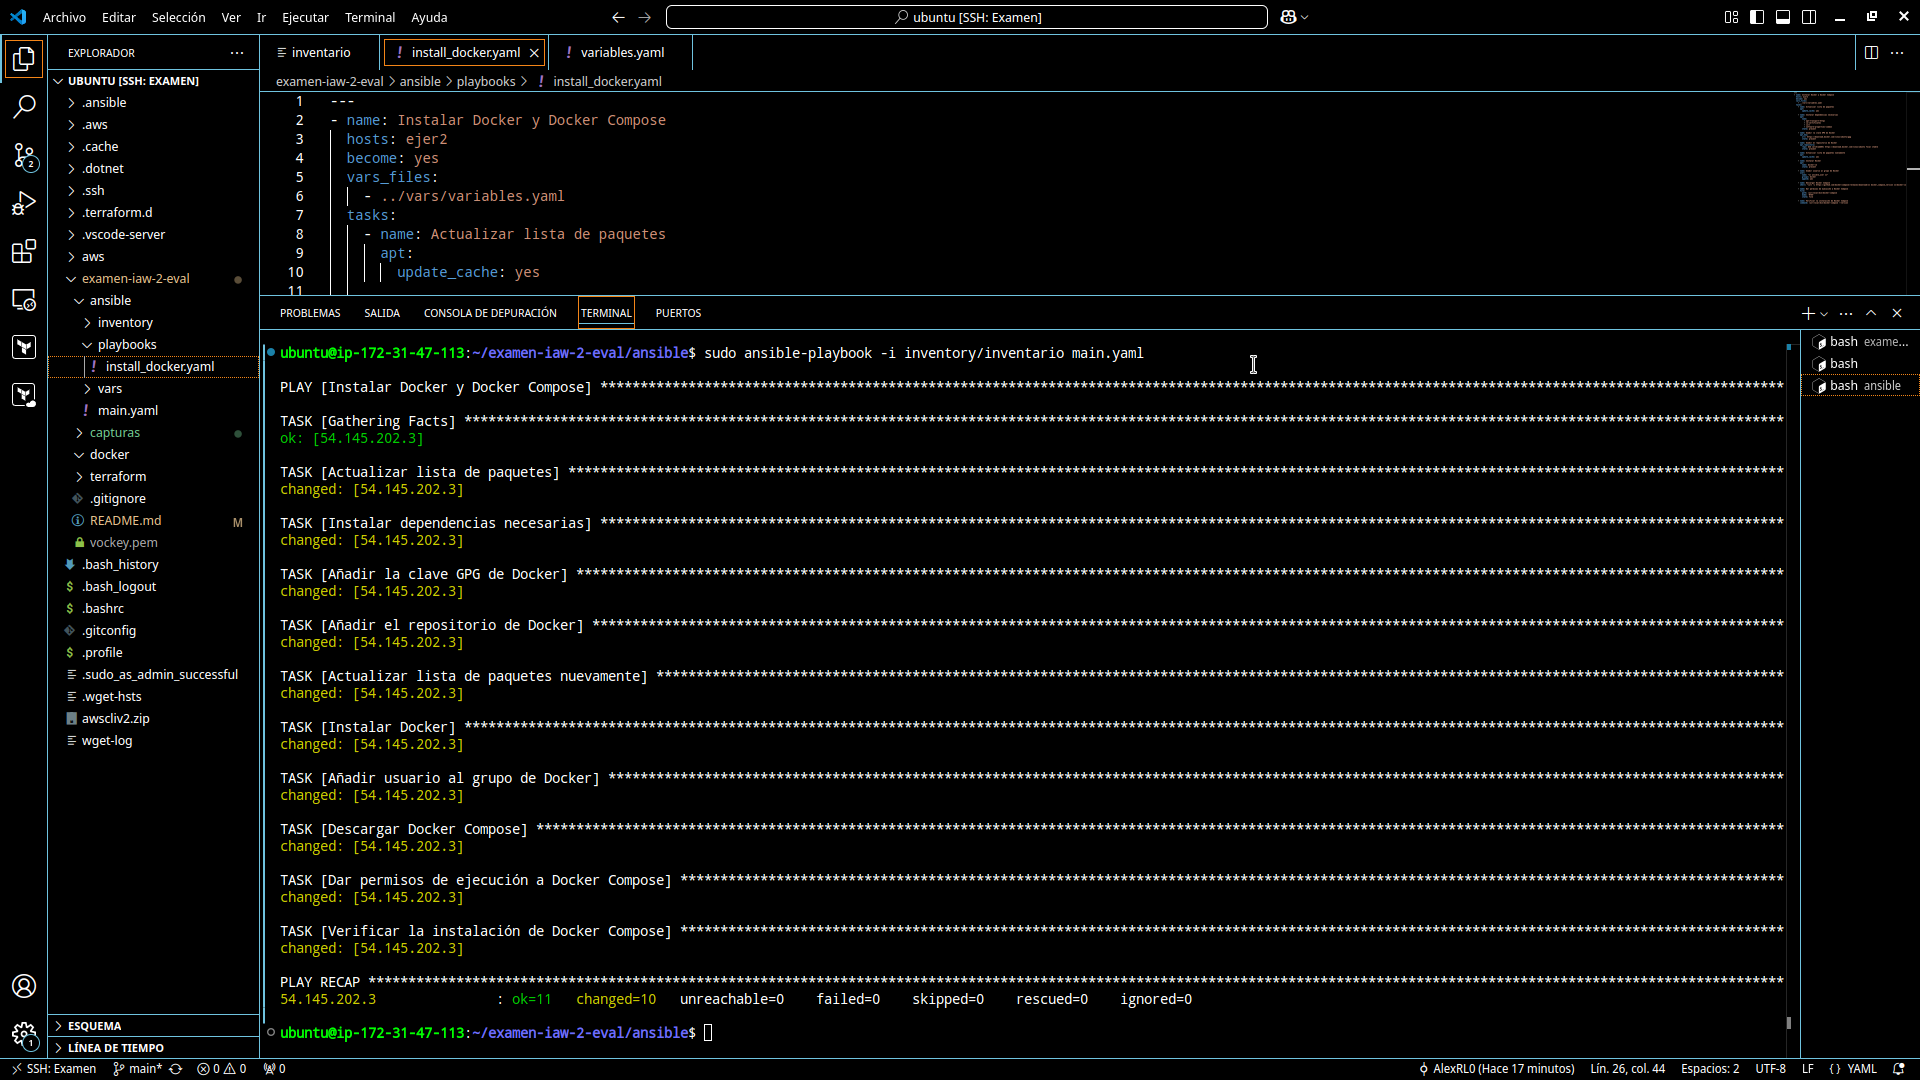 Archivo Editar Selección Ver Ir Ejecutar Terminal Ayuda
ubuntu [SSH: Examen]
EXPLORADOR
UBUNTU [SSH: EXAMEN]
.ansible
.aws
.cache
.dotnet
.ssh
.terraform.d
.vscode-server
aws
examen-iaw-2-eval
ansible
inventory
playbooks
! install_docker.yaml
vars
! main.yaml
capturas
docker
terraform
.gitignore
README.md M
vockey.pem
.bash_history
$ .bash_logout
$ .bashrc
.gitconfig
$ .profile
.sudo_as_admin_successful
.wget-hsts
awscliv2.zip
wget-log
ESQUEMA
LÍNEA DE TIEMPO
inventario ! install_docker.yaml ! variables.yaml
examen-iaw-2-eval > ansible > playbooks > ! install_docker.yaml
1 ---
2 - name: Instalar Docker y Docker Compose
3 hosts: ejer2
4 become: yes
5 vars_files:
6 - ../vars/variables.yaml
7 tasks:
8 - name: Actualizar lista de paquetes
9 apt:
10 update_cache: yes
11
PROBLEMAS SALIDA CONSOLA DE DEPURACIÓN TERMINAL PUERTOS
ubuntu@ip-172-31-47-113:~/examen-iaw-2-eval/ansible$ sudo ansible-playbook -i inventory/inventario main.yaml
PLAY [Instalar Docker y Docker Compose] ****
TASK [Gathering Facts] ****
ok: [54.145.202.3]
TASK [Actualizar lista de paquetes] ****
changed: [54.145.202.3]
TASK [Instalar dependencias necesarias] ****
changed: [54.145.202.3]
TASK [Añadir la clave GPG de Docker] ****
changed: [54.145.202.3]
TASK [Añadir el repositorio de Docker] ****
changed: [54.145.202.3]
TASK [Actualizar lista de paquetes nuevamente] ****
changed: [54.145.202.3]
TASK [Instalar Docker] ****
changed: [54.145.202.3]
TASK [Añadir usuario al grupo de Docker] ****
changed: [54.145.202.3]
TASK [Descargar Docker Compose] ****
changed: [54.145.202.3]
TASK [Dar permisos de ejecución a Docker Compose] ****
changed: [54.145.202.3]
TASK [Verificar la instalación de Docker Compose] ****
changed: [54.145.202.3]
PLAY RECAP ****
54.145.202.3 : ok=11 changed=10 unreachable=0 failed=0 skipped=0 rescued=0 ignored=0
ubuntu@ip-172-31-47-113:~/examen-iaw-2-eval/ansible$
bash exame...
bash
bash ansible
2
1
SSH: Examen main* 0 0 0
AlexRL0 (Hace 17 minutos) Lín. 26, col. 44 Espacios: 2 UTF-8 LF {} YAML